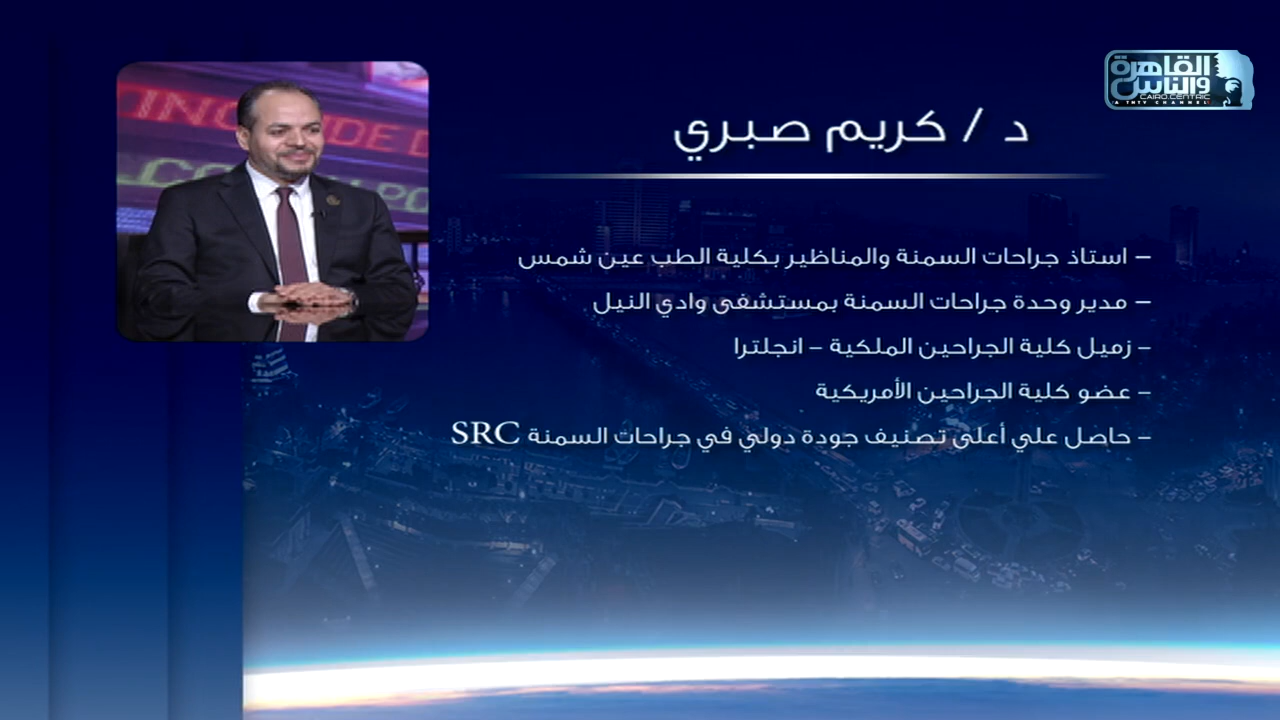 القاهرة
والناس
CAIRO.CENTRIC
A TNTV CHANNEL
د / كريم صبري
– استاذ جراحات السمنة والمناظير بكلية الطب عين شمس
– مدير وحدة جراحات السمنة بمستشفى وادي النيل
– زميل كلية الجراحين الملكية – انجلترا
– عضو كلية الجراحين الأمريكية
– حاصل علي أعلى تصنيف جودة دولي في جراحات السمنة SRC